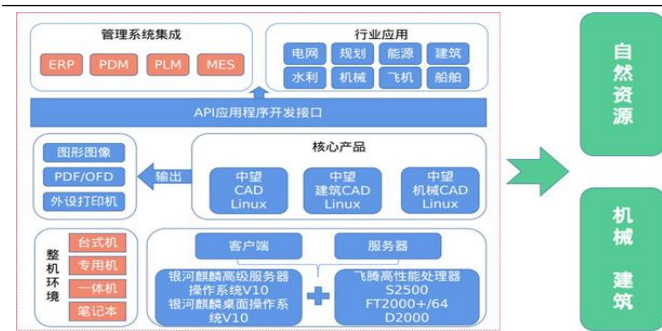 管理系统集成
ERP PDM PLM MES
行业应用
电网 规划 能源 建筑
水利 机械 飞机 船舶
API应用程序开发接口
图形图像
PDF/OFD
外设打印机
输出
核心产品
中望
CAD
Linux
中望
建筑CAD
Linux
中望
机械CAD
Linux
整机环境
台式机
专用机
一体机
笔记本
客户端
服务器
银河麒麟高级服务器
操作系统V10
银河麒麟桌面操作系
统V10
飞腾高性能处理器
S2500
FT2000+/64
D2000
自然资源
机械 建筑